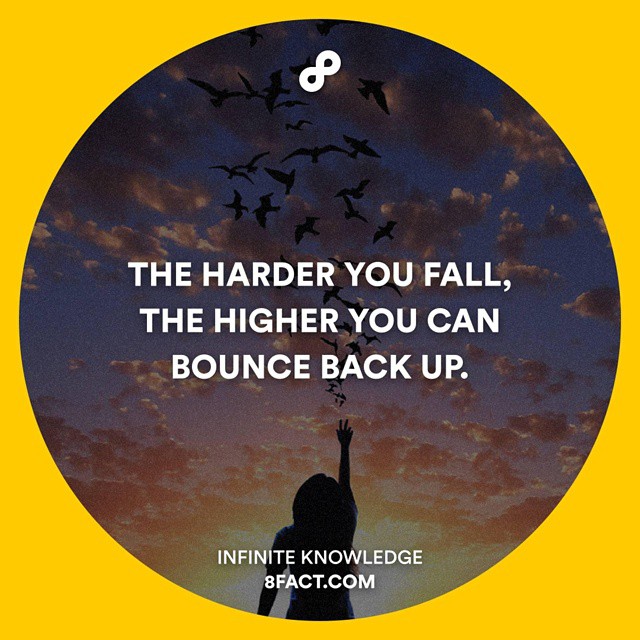 THE HARDER YOU FALL,
THE HIGHER YOU CAN
BOUNCE BACK UP.
INFINITE KNOWLEDGE
8FACT.COM